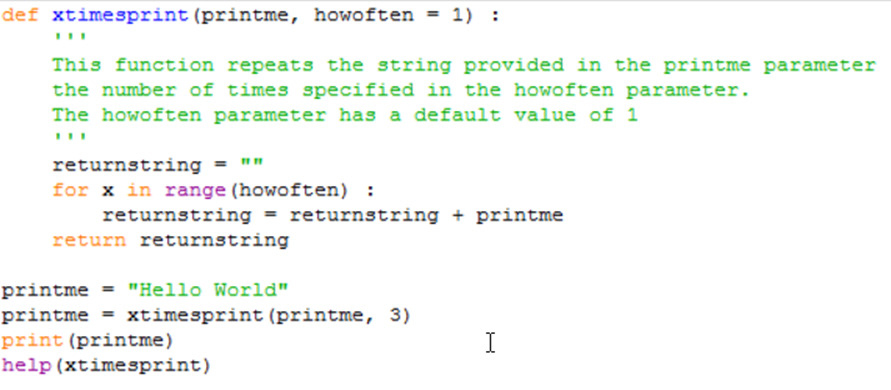 def xtimesprint(printme, howoften = 1) :
    '''
    This function repeats the string provided in the printme parameter
    the number of times specified in the howoften parameter.
    The howoften parameter has a default value of 1
    '''
    returnstring = ""
    for x in range(howoften) :
        returnstring = returnstring + printme
    return returnstring

printme = "Hello World"
printme = xtimesprint(printme, 3)
print(printme)
help(xtimesprint)